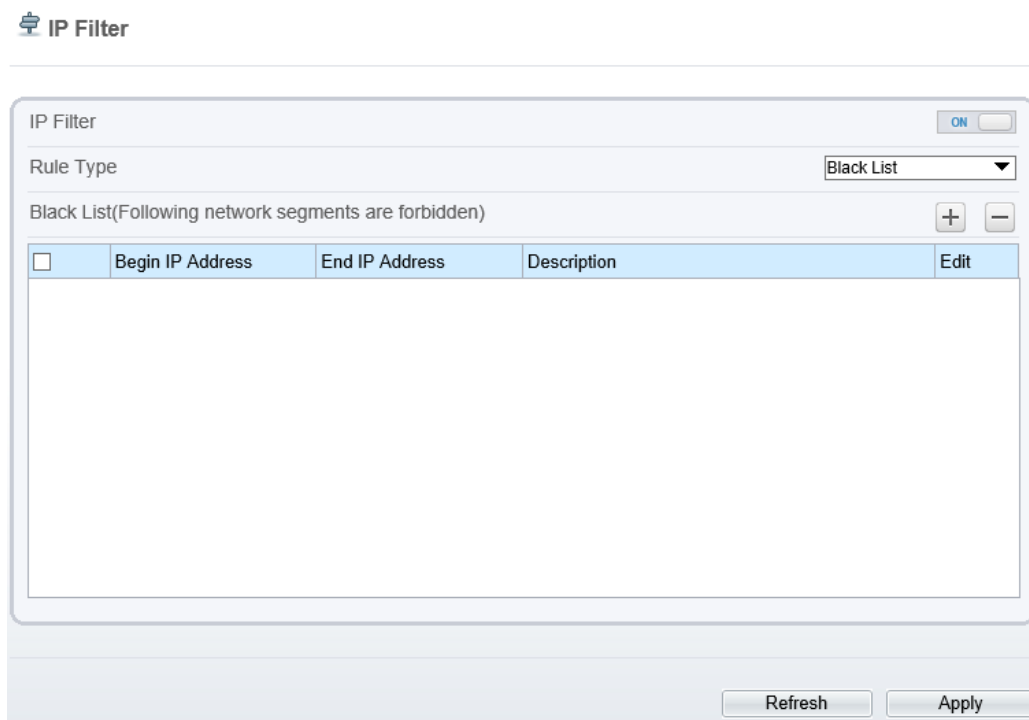 IP Filter
IP Filter ON
Rule Type Black List
Black List(Following network segments are forbidden)
Begin IP Address End IP Address Description Edit
Refresh Apply